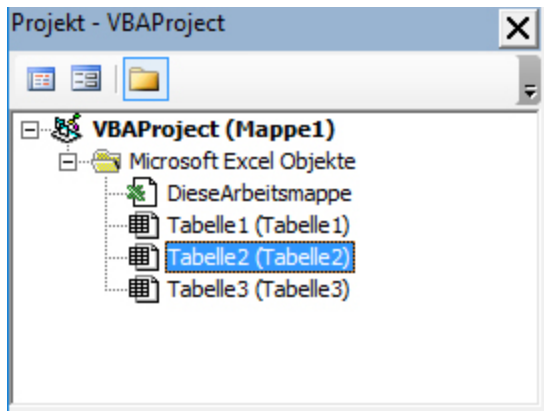 Projekt - VBAProject
VBAProject (Mappe1)
Microsoft Excel Objekte
DieseArbeitsmappe
Tabelle1 (Tabelle1)
Tabelle2 (Tabelle2)
Tabelle3 (Tabelle3)